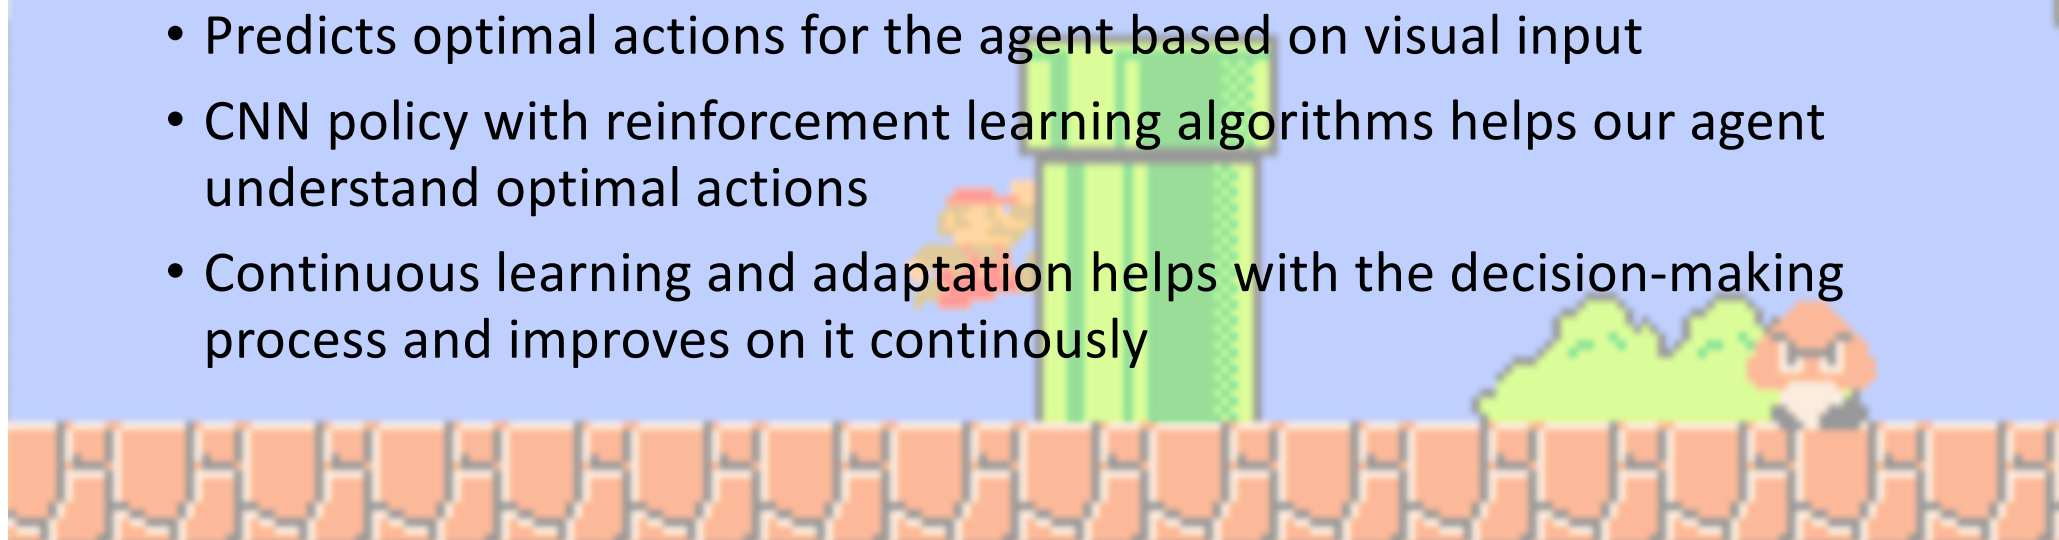 • Predicts optimal actions for the agent based on visual input
• CNN policy with reinforcement learning algorithms helps our agent
understand optimal actions
• Continuous learning and adaptation helps with the decision-making
process and improves on it continously